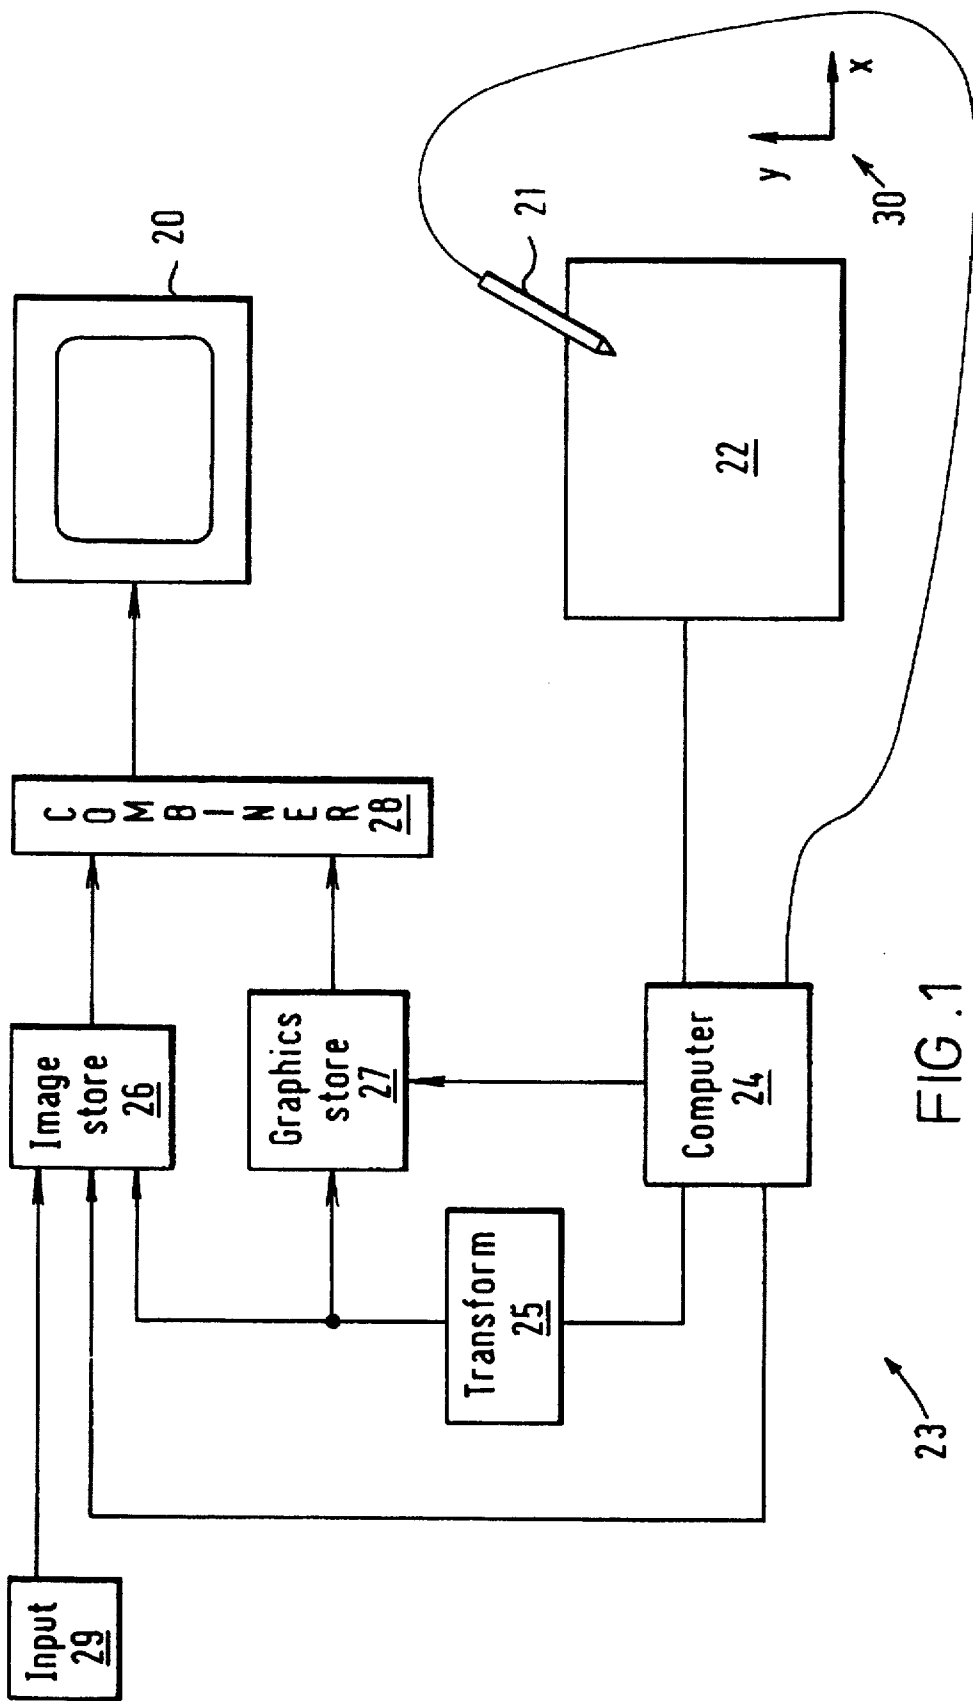 Input
29
Image
store
26
Graphics
store
27
COMBINER
28
20
Transform
25
Computer
24
22
21
y
x
30
23
FIG.1